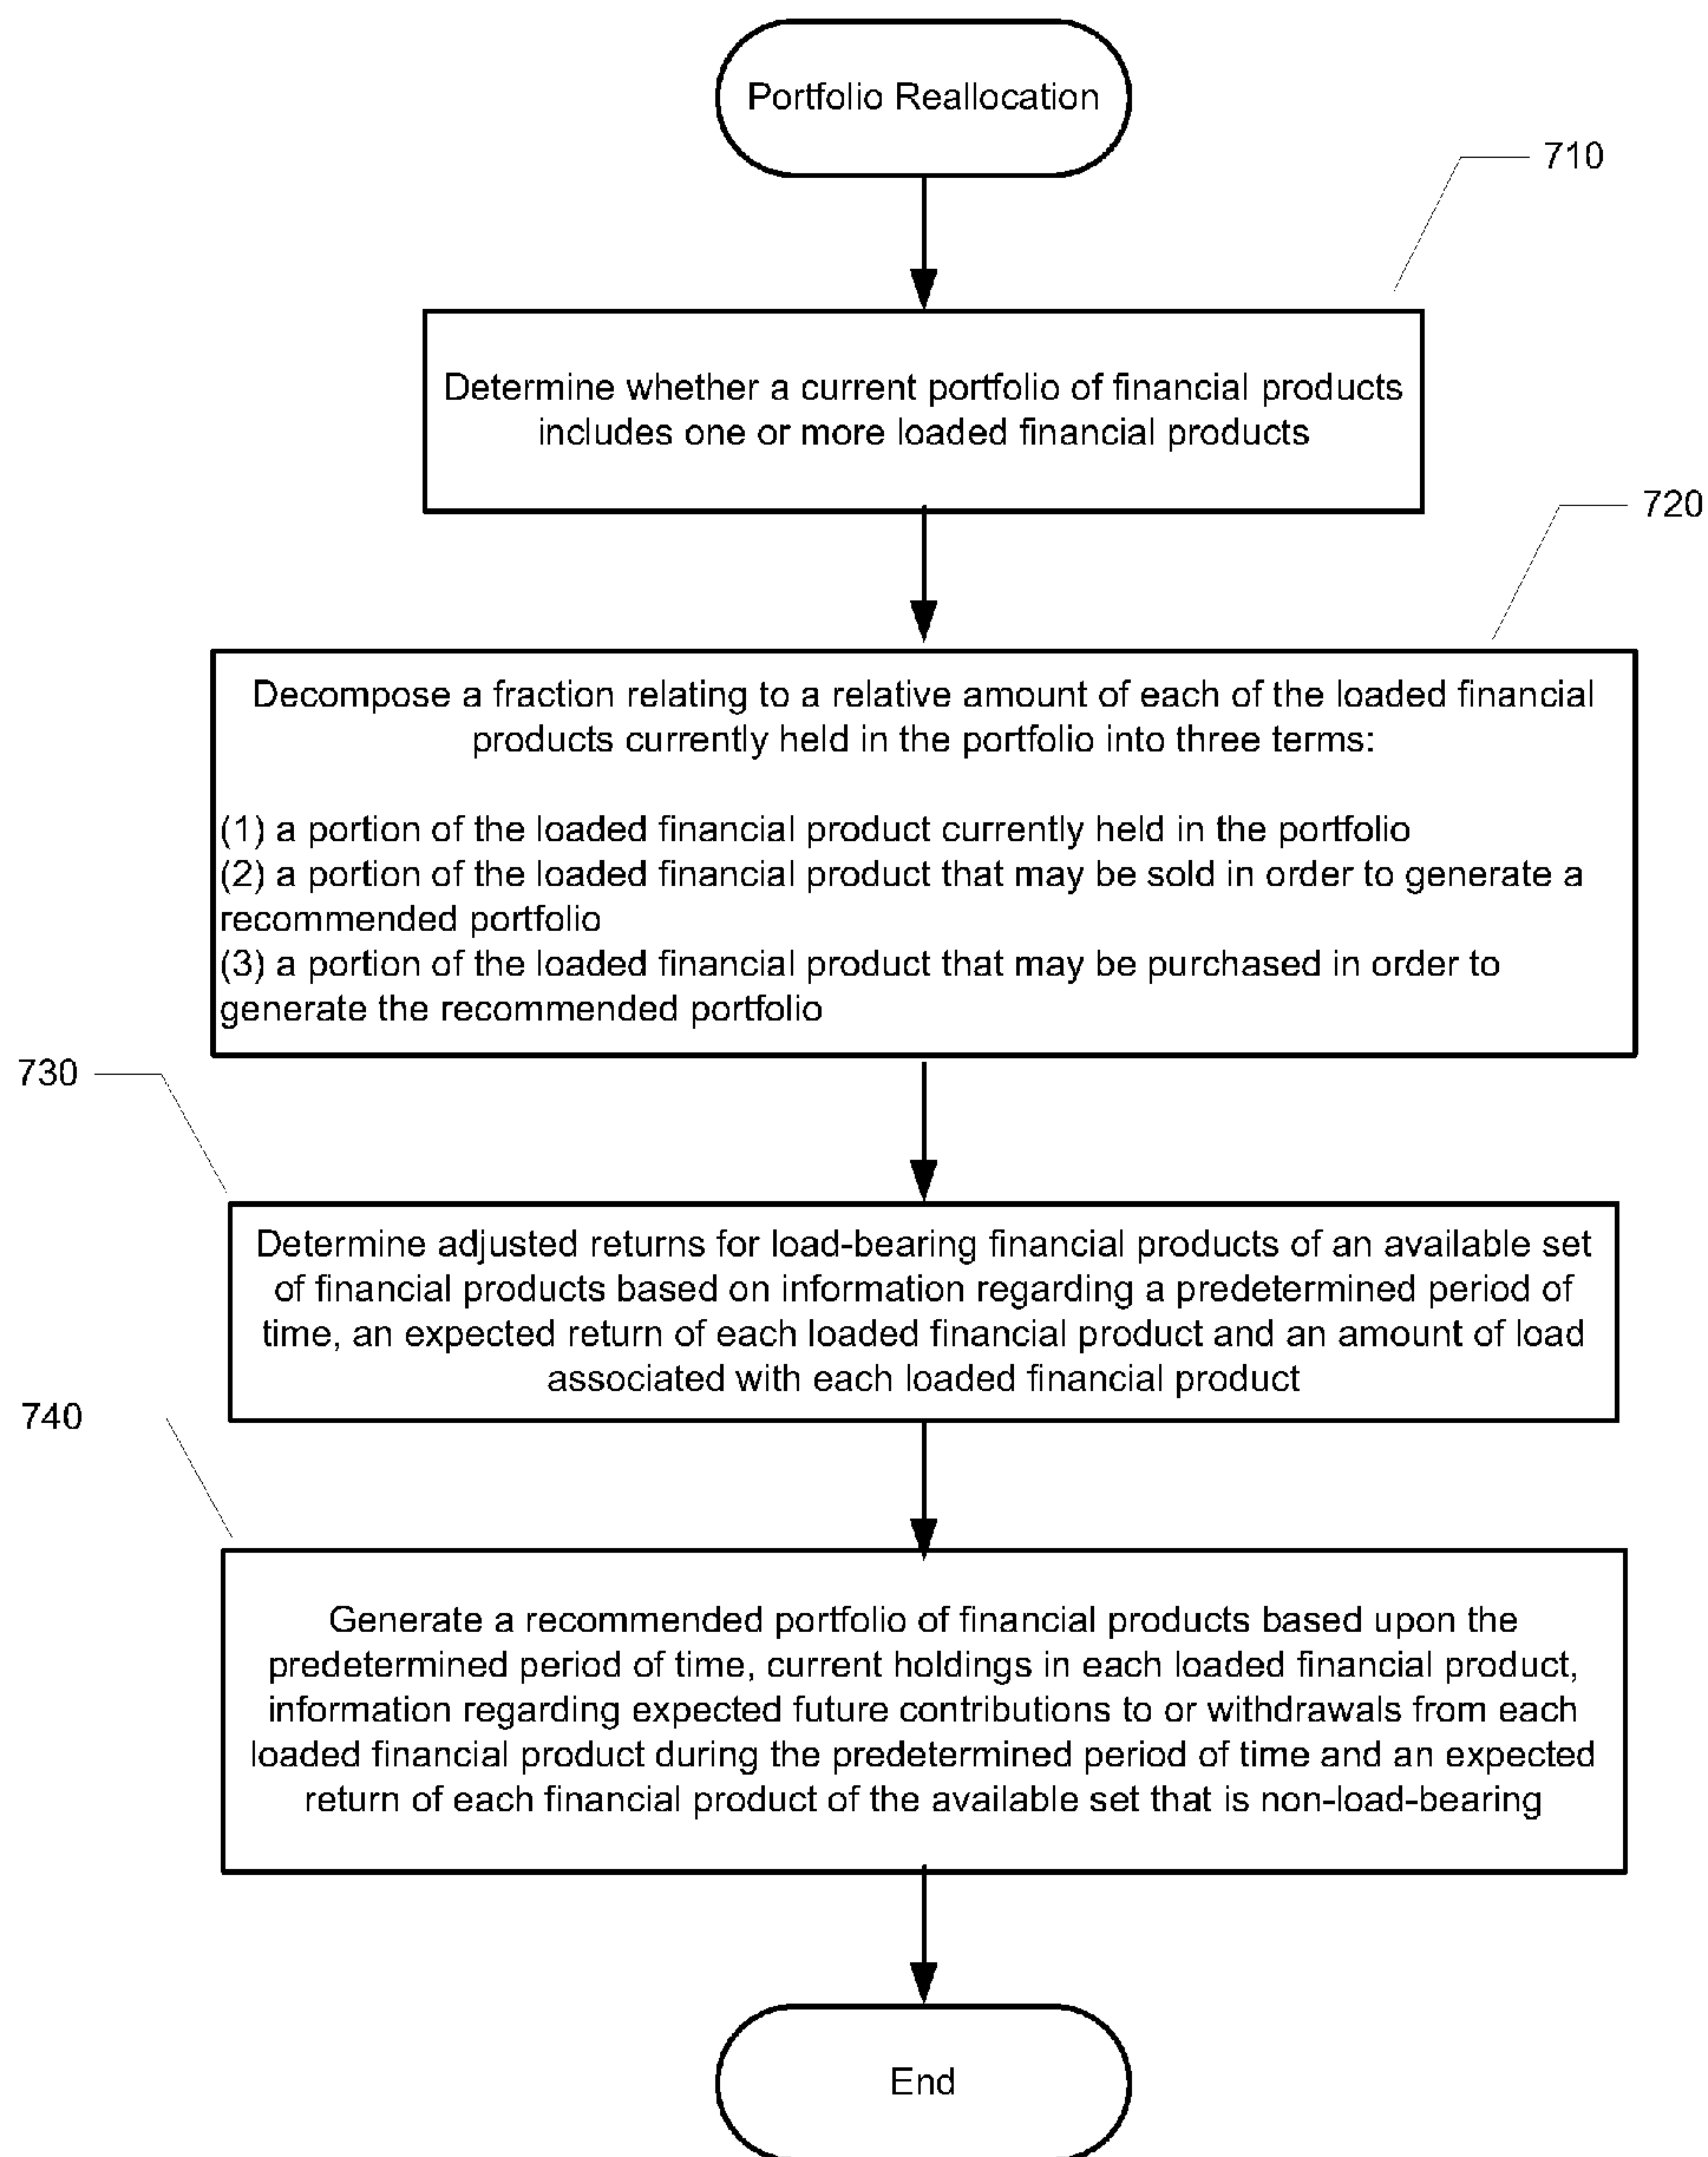 Portfolio Reallocation
710
Determine whether a current portfolio of financial products
includes one or more loaded financial products
720
Decompose a fraction relating to a relative amount of each of the loaded financial
products currently held in the portfolio into three terms:
(1) a portion of the loaded financial product currently held in the portfolio
(2) a portion of the loaded financial product that may be sold in order to generate a
recommended portfolio
(3) a portion of the loaded financial product that may be purchased in order to
generate the recommended portfolio
730
Determine adjusted returns for load-bearing financial products of an available set
of financial products based on information regarding a predetermined period of
time, an expected return of each loaded financial product and an amount of load
associated with each loaded financial product
740
Generate a recommended portfolio of financial products based upon the
predetermined period of time, current holdings in each loaded financial product,
information regarding expected future contributions to or withdrawals from each
loaded financial product during the predetermined period of time and an expected
return of each financial product of the available set that is non-load-bearing
End